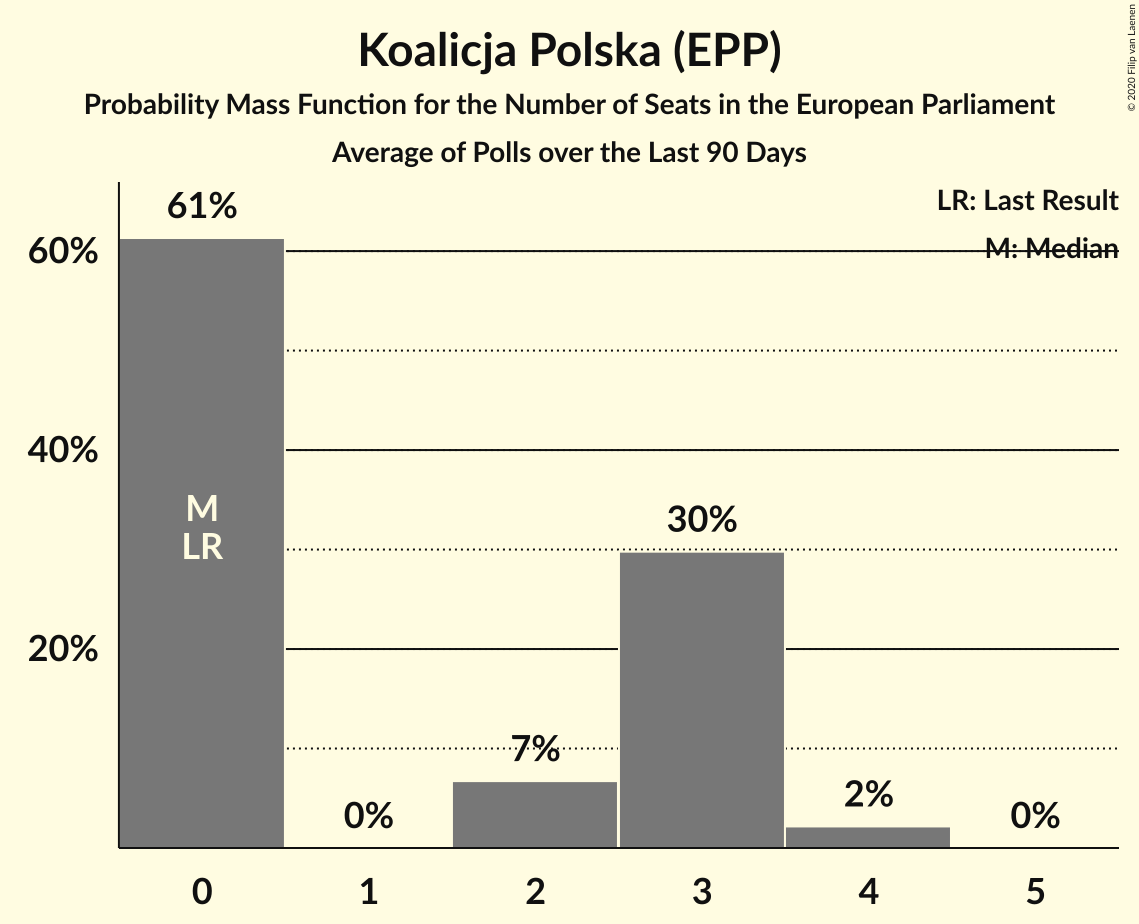 Koalicja Polska (EPP)
Probability Mass Function for the Number of Seats in the European Parliament
Average of Polls over the Last 90 Days
© 2020 Filip van Laenen
LR: Last Result
M: Median
61%
60%
40%
20%
M
LR
0%
7%
30%
2%
0%
0 1 2 3 4 5